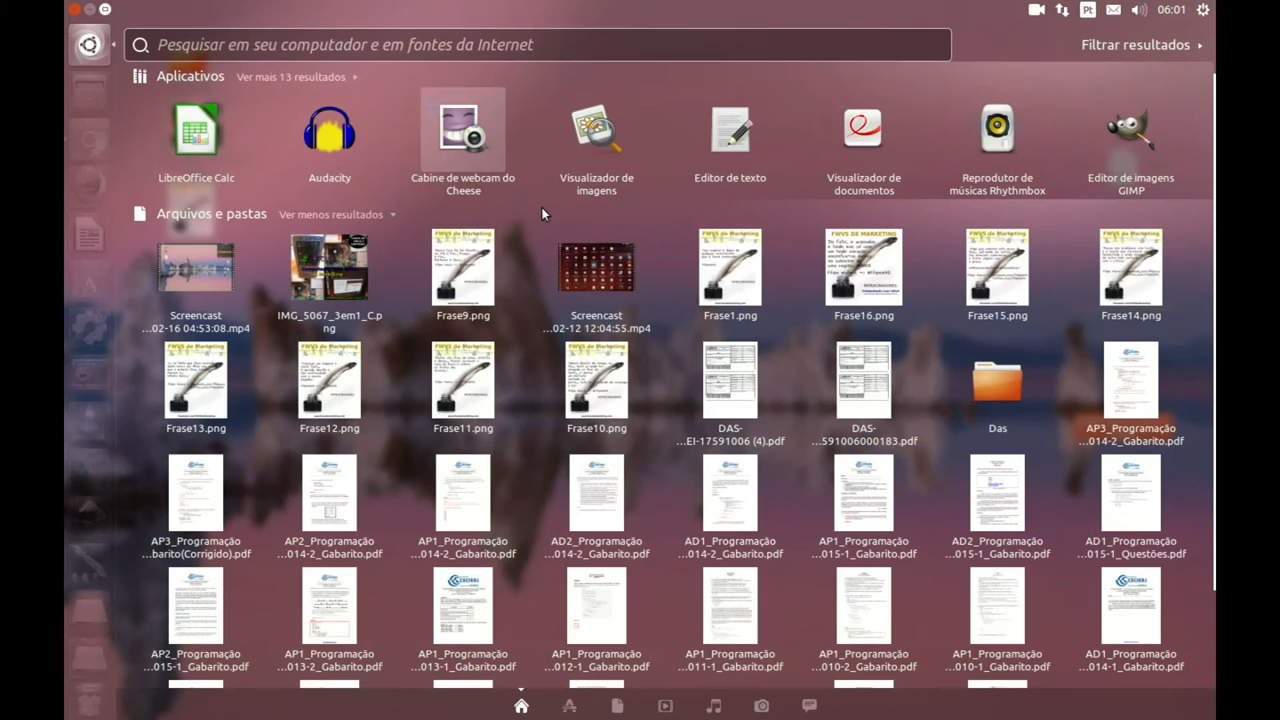 Pt
06:01
Pesquisar em seu computador e em fontes da Internet
Filtrar resultados
Aplicativos Ver mais 13 resultados
LibreOffice Calc
Audacity
Cabine de webcam do
Cheese
Visualizador de
imagens
Editor de texto
Visualizador de
documentos
Reprodutor de
músicas Rhythmbox
Editor de imagens
GIMP
Arquivos e pastas Ver menos resultados
Screencast
...02-16 04:53:08.mp4
IMG_5067_3em1_C.p
ng
Frase9.png
Screencast
...02-12 12:04:55.mp4
Frase1.png
Frase16.png
Frase15.png
Frase14.png
Frase13.png
Frase12.png
Frase11.png
Frase10.png
DAS-
...EI-17591006 (4).pdf
DAS-
...591006000183.pdf
Das
AP3_Programação
...014-2_Gabarito.pdf
AP3_Programação
...barito(Corrigido).pdf
AP2_Programação
...014-2_Gabarito.pdf
AP1_Programação
...014-2_Gabarito.pdf
AD2_Programação
...014-2_Gabarito.pdf
AD1_Programação
...014-2_Gabarito.pdf
AP1_Programação
...015-1_Gabarito.pdf
AD2_Programação
...015-1_Gabarito.pdf
AD1_Programação
...015-1_Questões.pdf
AP2_Programação
...015-1_Gabarito.pdf
AP1_Programação
...013-2_Gabarito.pdf
AP1_Programação
...013-1_Gabarito.pdf
AP1_Programação
...012-1_Gabarito.pdf
AP1_Programação
...011-1_Gabarito.pdf
AP1_Programação
...010-2_Gabarito.pdf
AP1_Programação
...010-1_Gabarito.pdf
AD1_Programação
...014-1_Gabarito.pdf